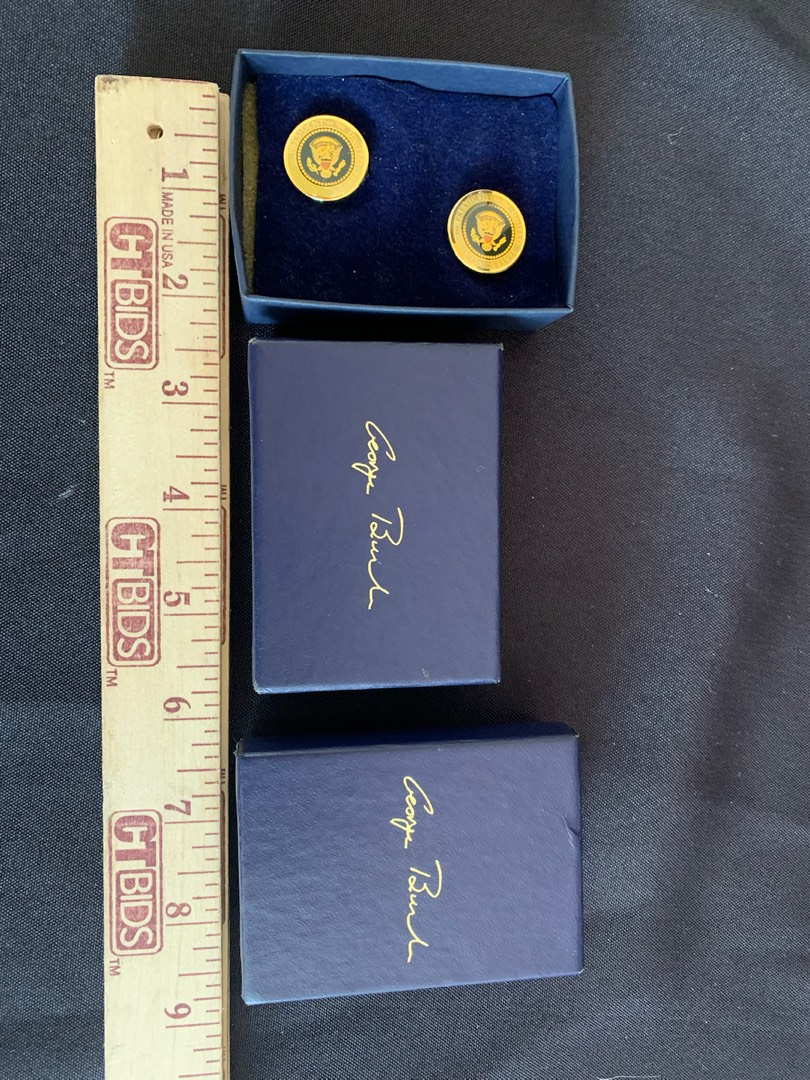 1
MADE IN USA
2
CTBIDS
TM
3
4
CTBIDS
TM
5
6
7
CTBIDS
TM
8
9
George Bush
George Bush